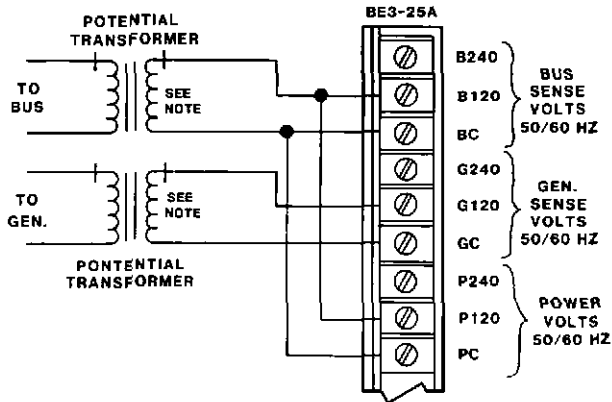 BE3-25A
POTENTIAL
TRANSFORMER
TO
BUS
SEE
NOTE
B240
B120
BC
BUS
SENSE
VOLTS
50/60 HZ
TO
GEN.
SEE
NOTE
PONTENTIAL
TRANSFORMER
G240
G120
GC
GEN.
SENSE
VOLTS
50/60 HZ
P240
P120
PC
POWER
VOLTS
50/60 HZ